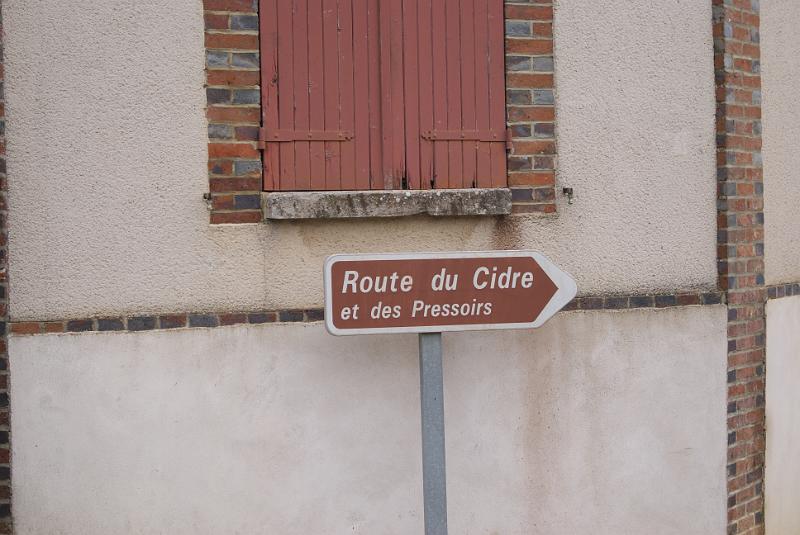 Route du Cidre
et des Pressoirs